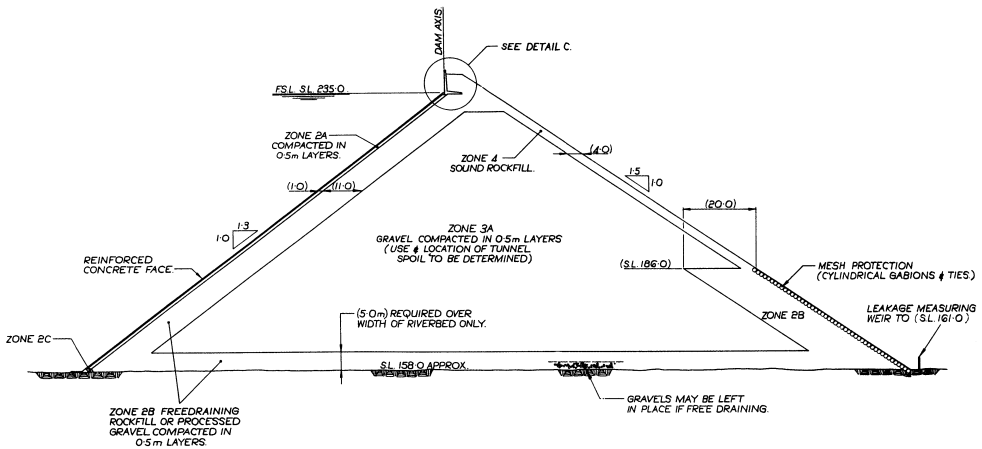 DAM AXIS.
SEE DETAIL C.
F.S.L. S.L. 235·0
ZONE 2A
COMPACTED IN
0·5m LAYERS.
ZONE 4
SOUND ROCKFILL.
(4·0)
1·5
1·0
(1·0)
(11·0)
(20·0)
1·3
1·0
ZONE 3A
GRAVEL COMPACTED IN 0·5m LAYERS
(USE & LOCATION OF TUNNEL
SPOIL TO BE DETERMINED)
REINFORCED
CONCRETE FACE.
(S.L. 186·0)
MESH PROTECTION
(CYLINDRICAL GABIONS & TIES.)
(5·0m) REQUIRED OVER
WIDTH OF RIVERBED ONLY.
ZONE 2B
LEAKAGE MEASURING
WEIR TO (S.L. 161·0)
ZONE 2C
S.L. 158·0 APPROX.
ZONE 2B FREEDRAINING
ROCKFILL OR PROCESSED
GRAVEL COMPACTED IN
0·5m LAYERS.
GRAVELS MAY BE LEFT
IN PLACE IF FREE DRAINING.